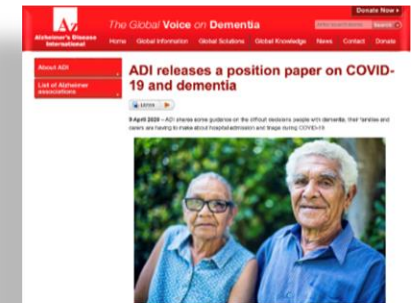 Donate Now
The Global Voice on Dementia
Search
Alzheimer's Disease
International
Home Global Information Global Solutions Global Knowledge News Contact Donate
About ADI
ADI releases a position paper on COVID-
19 and dementia
List of Alzheimer
associations
Listen
9 April 2020 – ADI shares some guidance on the difficult decisions people with dementia, their families and
carers are having to make about hospital admission and triage during COVID-19